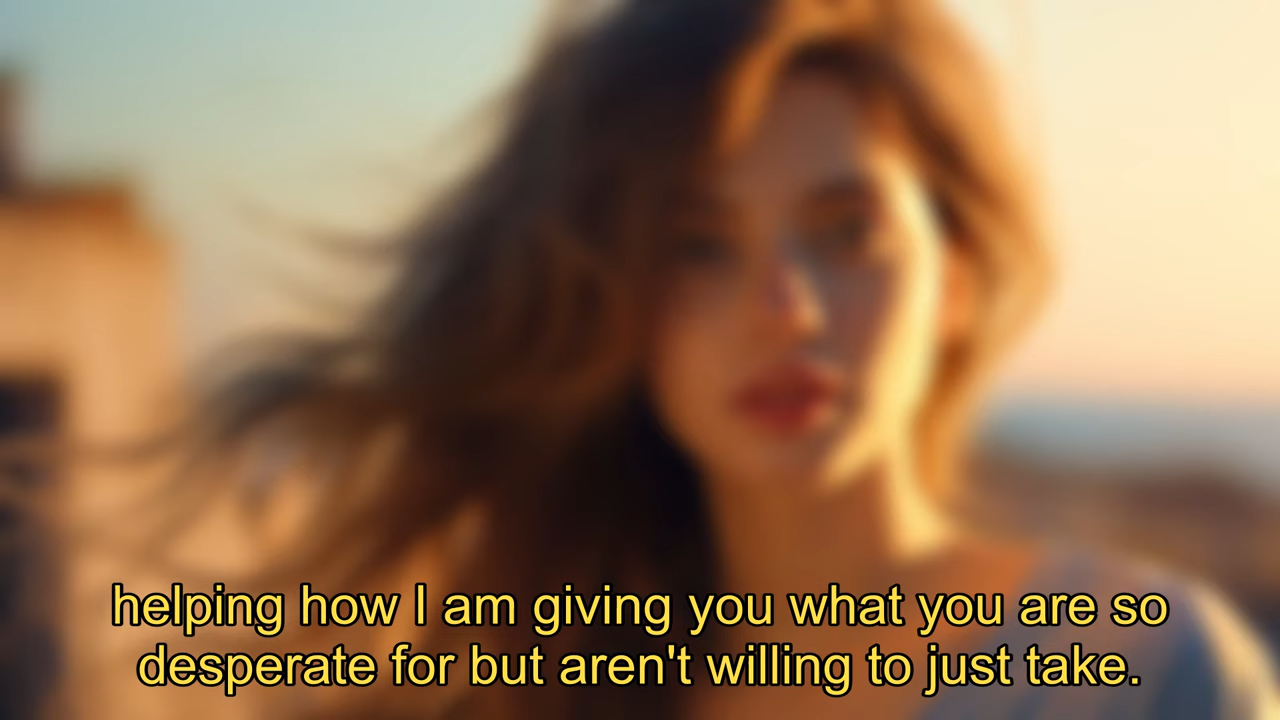 helping how I am giving you what you are so
desperate for but aren't willing to just take.